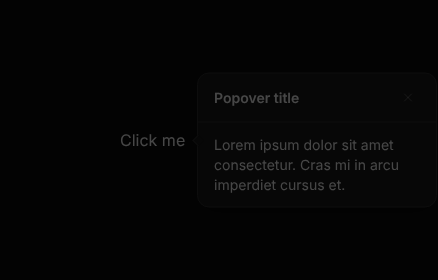 Click me
Popover title
Lorem ipsum dolor sit amet
consectetur. Cras mi in arcu
imperdiet cursus et.